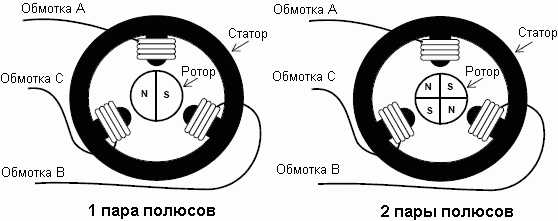 Обмотка А
Статор
Обмотка С
Ротор
N S
Обмотка В
1 пара полюсов
Обмотка А
Статор
Обмотка С
Ротор
N S
S N
Обмотка В
2 пары полюсов